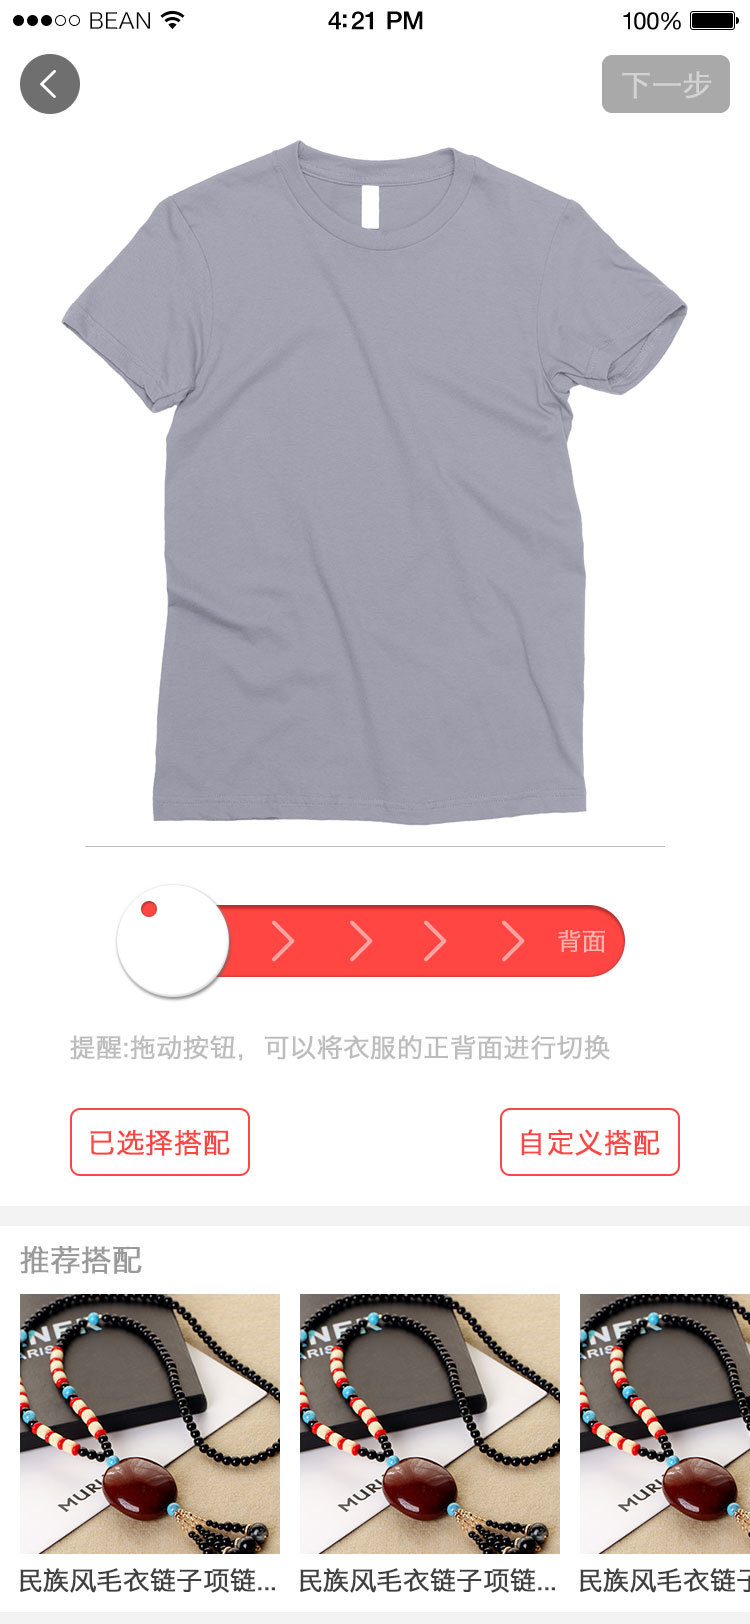 BEAN 4:21 PM 100%
下一步
背面
提醒:拖动按钮，可以将衣服的正背面进行切换
已选择搭配 自定义搭配
推荐搭配
民族风毛衣链子项链... 民族风毛衣链子项链... 民族风毛衣链子